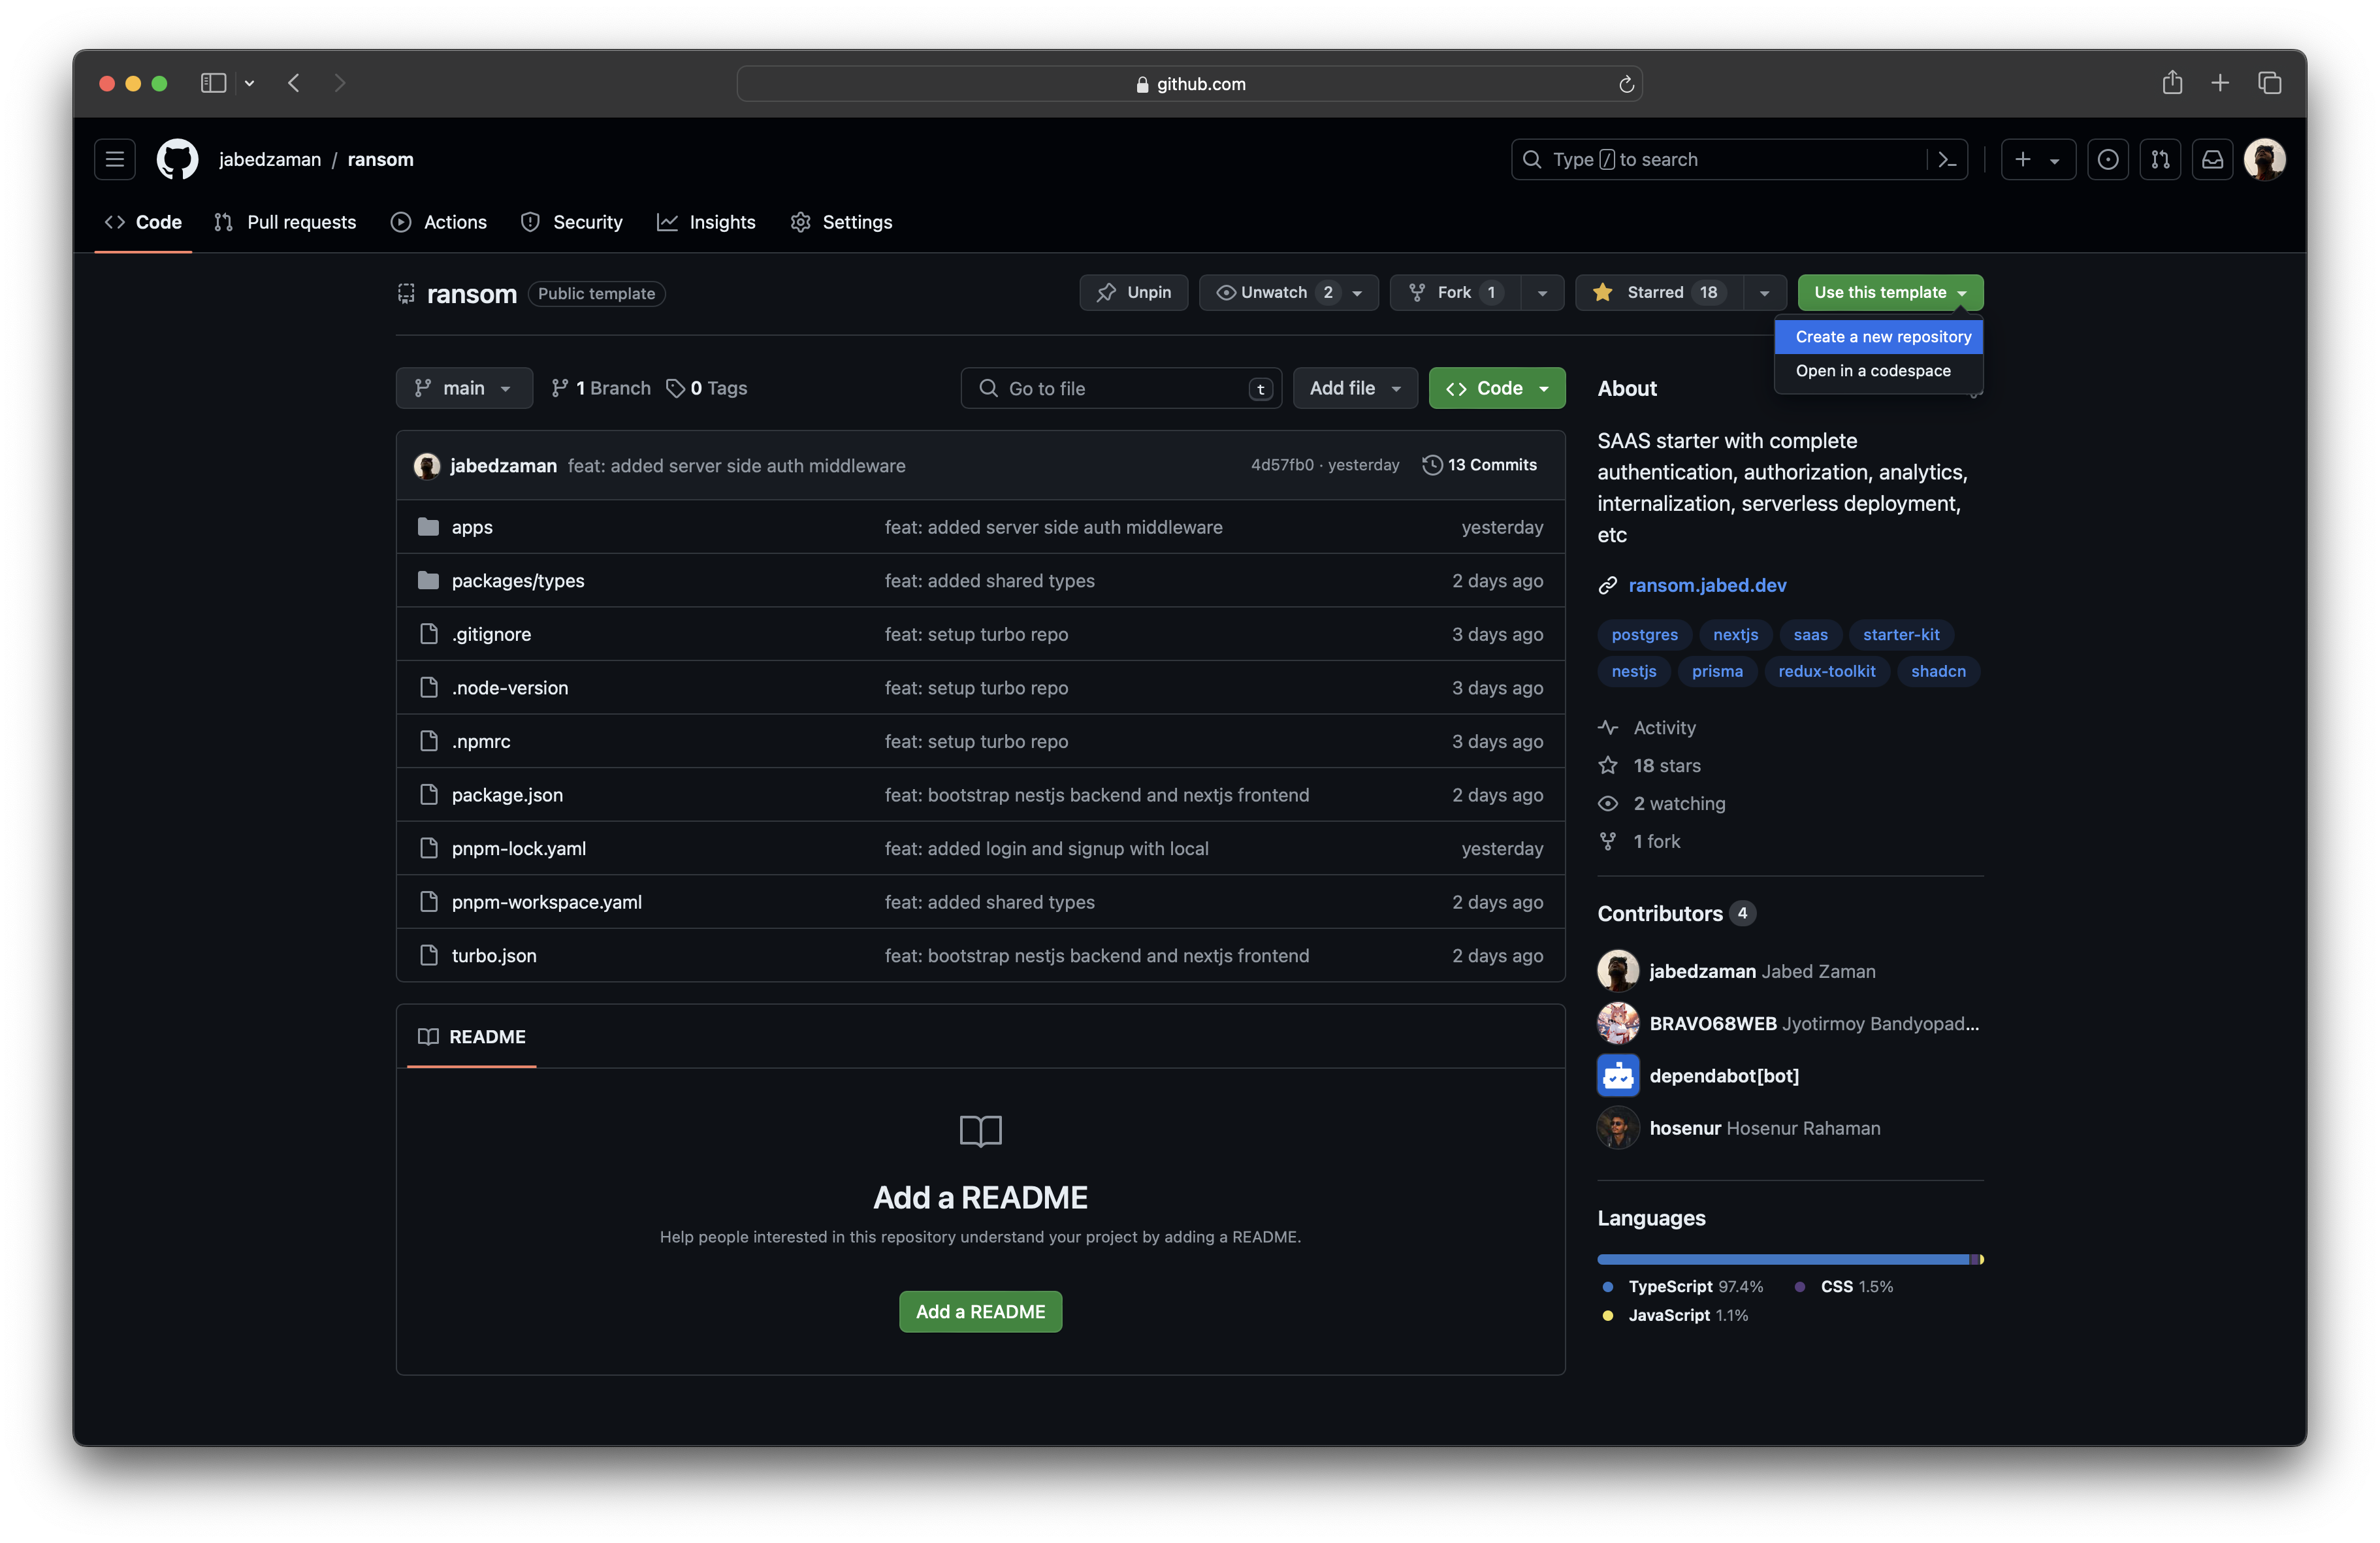 github.com
jabedzaman / ransom
Type / to search
Code Pull requests Actions Security Insights Settings
ransom Public template
Unpin Unwatch 2 Fork 1 Starred 18 Use this template
Create a new repository
Open in a codespace
main 1 Branch 0 Tags
Go to file t Add file Code
jabedzaman feat: added server side auth middleware 4d57fb0 · yesterday 13 Commits
apps feat: added server side auth middleware yesterday
packages/types feat: added shared types 2 days ago
.gitignore feat: setup turbo repo 3 days ago
.node-version feat: setup turbo repo 3 days ago
.npmrc feat: setup turbo repo 3 days ago
package.json feat: bootstrap nestjs backend and nextjs frontend 2 days ago
pnpm-lock.yaml feat: added login and signup with local yesterday
pnpm-workspace.yaml feat: added shared types 2 days ago
turbo.json feat: bootstrap nestjs backend and nextjs frontend 2 days ago
README
Add a README
Help people interested in this repository understand your project by adding a README.
Add a README
About
SAAS starter with complete
authentication, authorization, analytics,
internalization, serverless deployment,
etc
ransom.jabed.dev
postgres nextjs saas starter-kit
nestjs prisma redux-toolkit shadcn
Activity
18 stars
2 watching
1 fork
Contributors 4
jabedzaman Jabed Zaman
BRAVO68WEB Jyotirmoy Bandyopad...
dependabot[bot]
hosenur Hosenur Rahaman
Languages
TypeScript 97.4% CSS 1.5%
JavaScript 1.1%